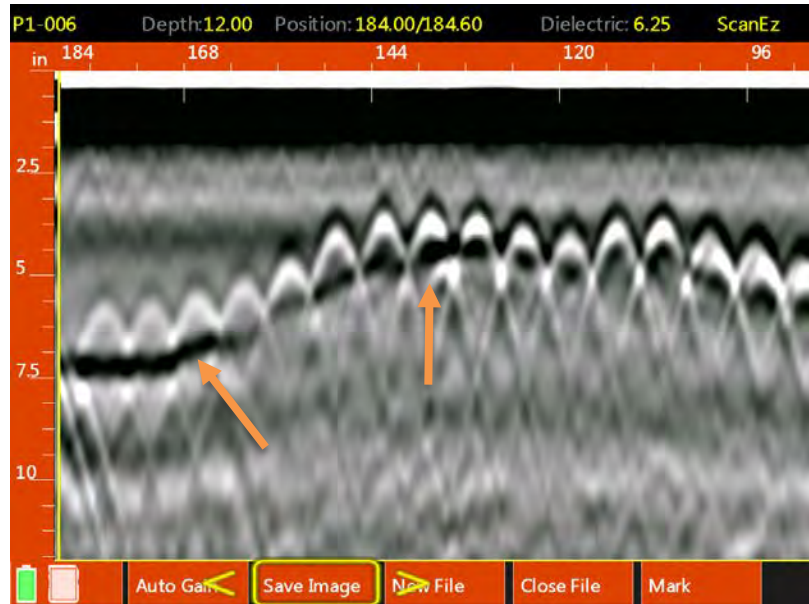 P1-006 Depth:12.00 Position:184.00/184.60 Dielectric: 6.25 ScanEz
in 184 168 144 120 96
2.5
5
7.5
10
Auto Gain < Save Image > New File Close File Mark